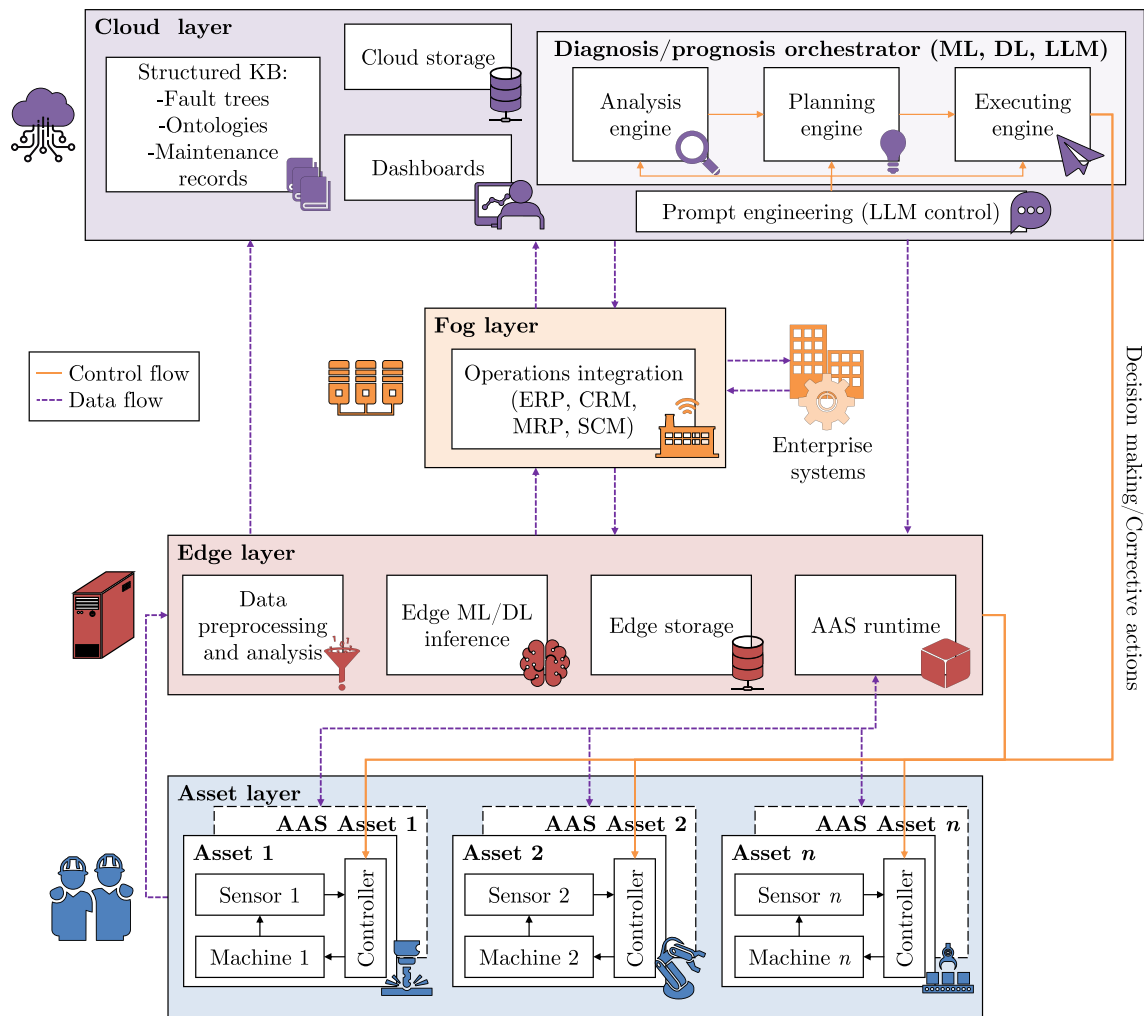 Cloud layer
Structured KB:
-Fault trees
-Ontologies
-Maintenance
records
Cloud storage
Dashboards
Diagnosis/prognosis orchestrator (ML, DL, LLM)
Analysis
engine
Planning
engine
Executing
engine
Prompt engineering (LLM control)
Fog layer
Operations integration
(ERP, CRM,
MRP, SCM)
Enterprise
systems
Control flow
Data flow
Decision making/Corrective actions
Edge layer
Data
preprocessing
and analysis
Edge ML/DL
inference
Edge storage
AAS runtime
Asset layer
AAS Asset 1
Asset 1
Sensor 1
Machine 1
Controller
AAS Asset 2
Asset 2
Sensor 2
Machine 2
Controller
AAS Asset n
Asset n
Sensor n
Machine n
Controller